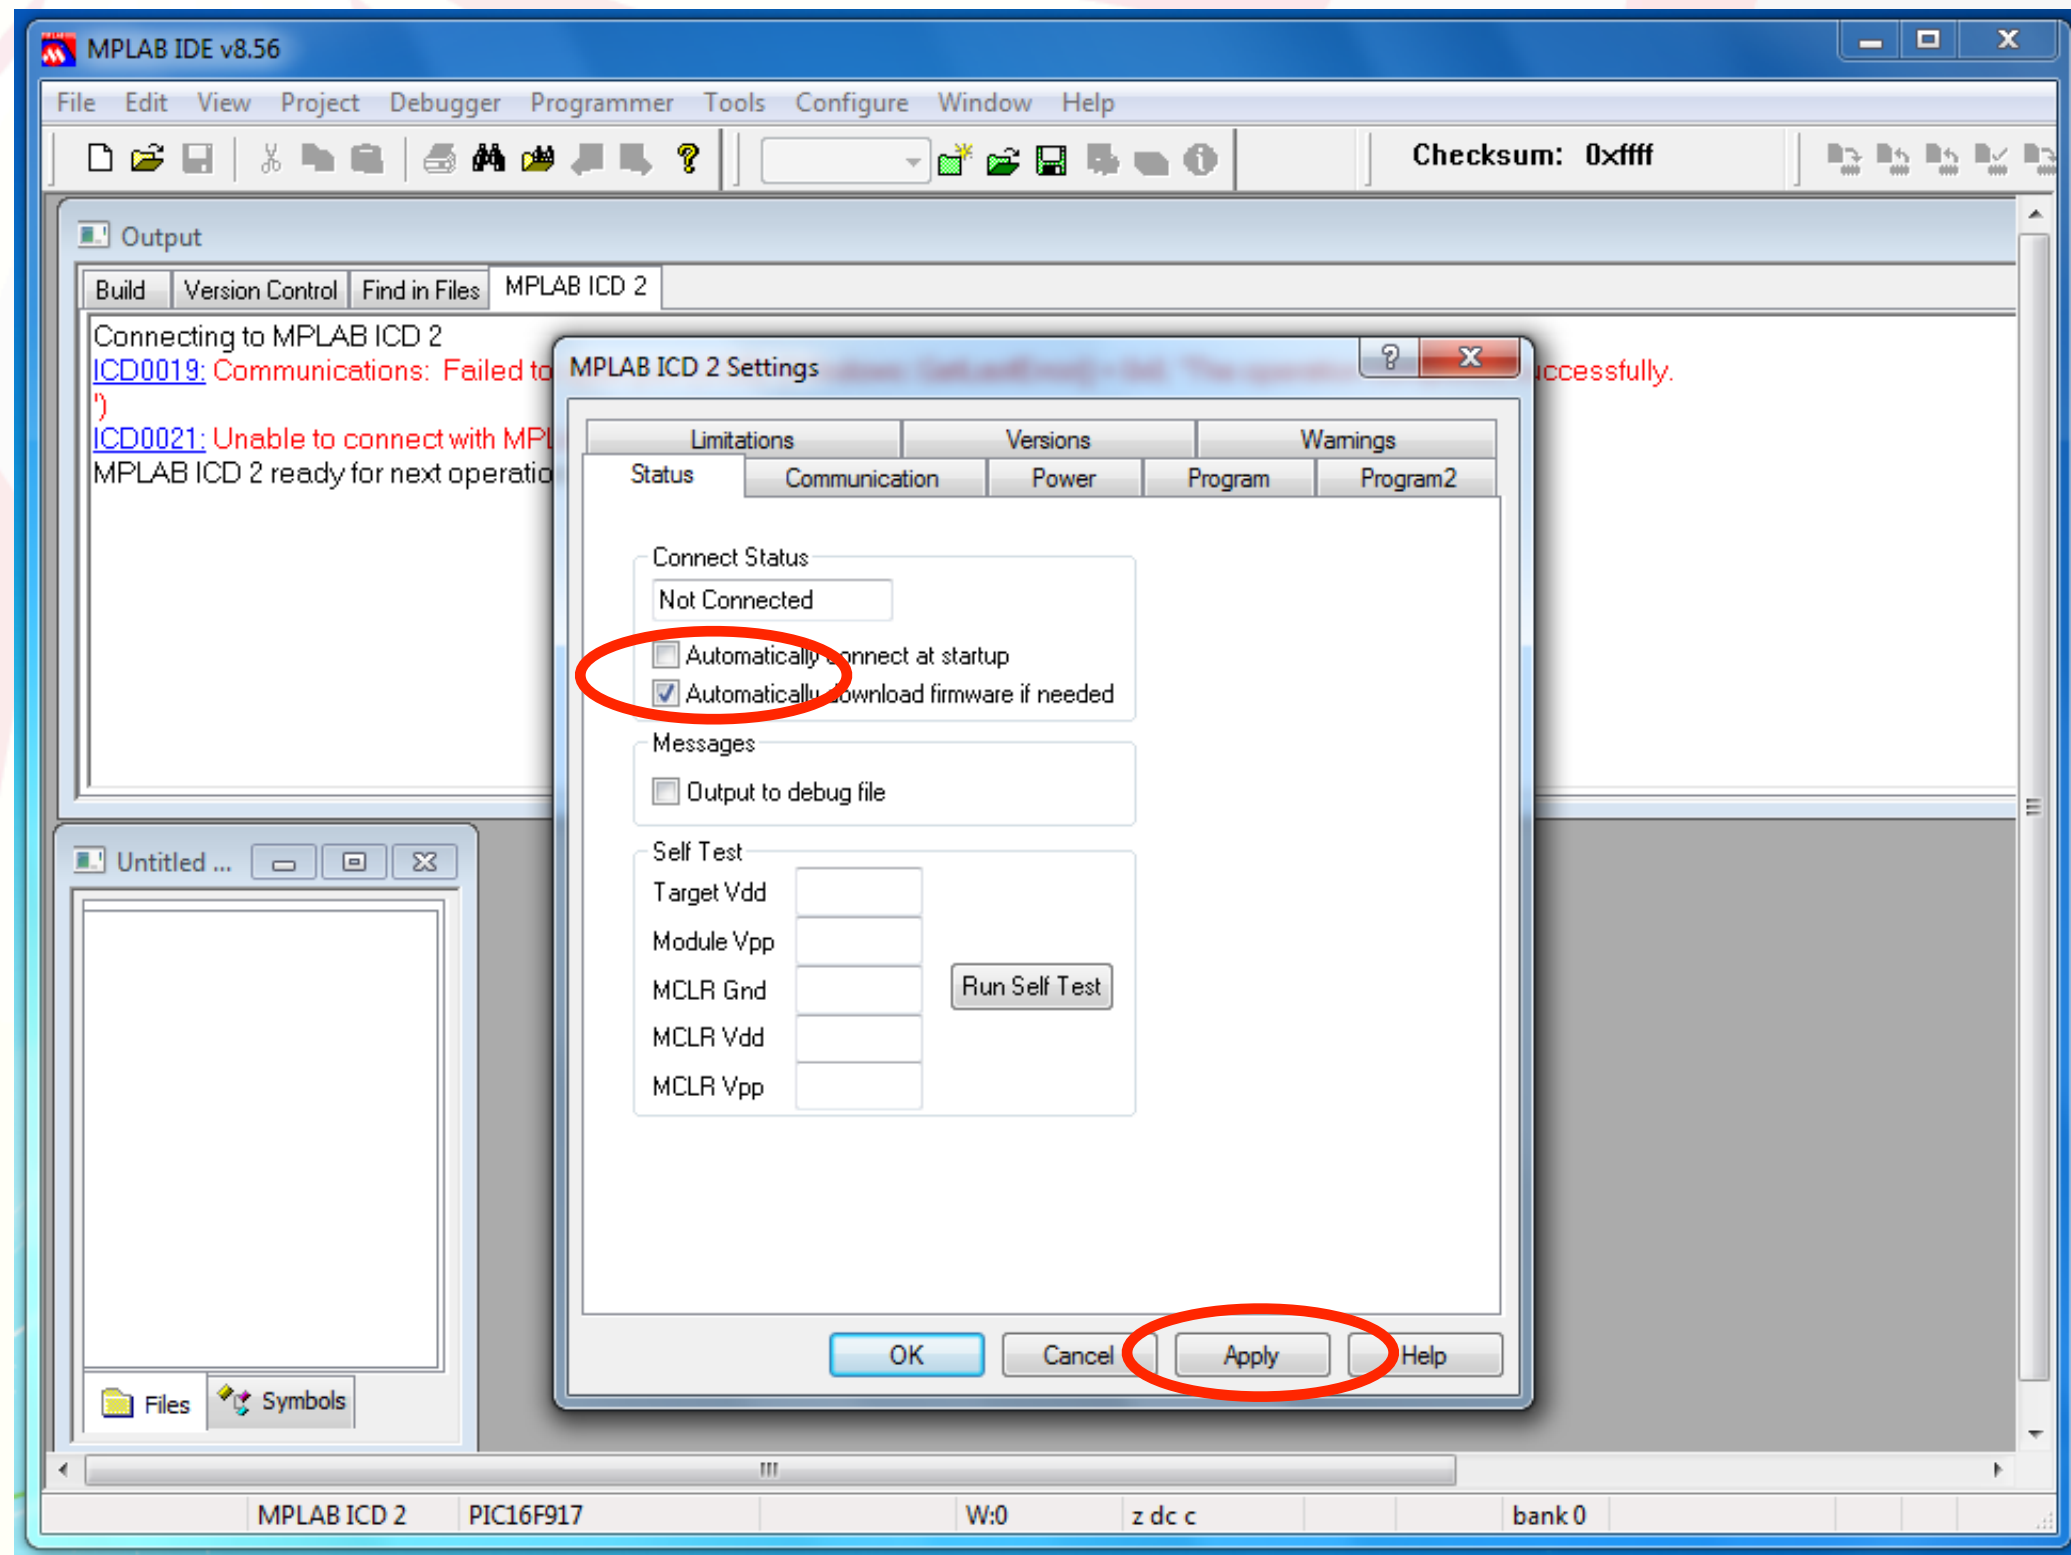 MPLAB IDE v8.56
File Edit View Project Debugger Programmer Tools Configure Window Help
Checksum: 0xffff
Output
Build Version Control Find in Files MPLAB ICD 2
Connecting to MPLAB ICD 2
ICD0019: Communications: Failed to
uccessfully.
')
ICD0021: Unable to connect with MPL
MPLAB ICD 2 ready for next operatio
MPLAB ICD 2 Settings
Limitations Versions Warnings
Status Communication Power Program Program2
Connect Status
Not Connected
Automatically connect at startup
Automatically download firmware if needed
Messages
Output to debug file
Self Test
Target Vdd
Module Vpp
MCLR Gnd
Run Self Test
MCLR Vdd
MCLR Vpp
OK Cancel Apply Help
Untitled ...
Files Symbols
MPLAB ICD 2 PIC16F917 W:0 z dc c bank 0